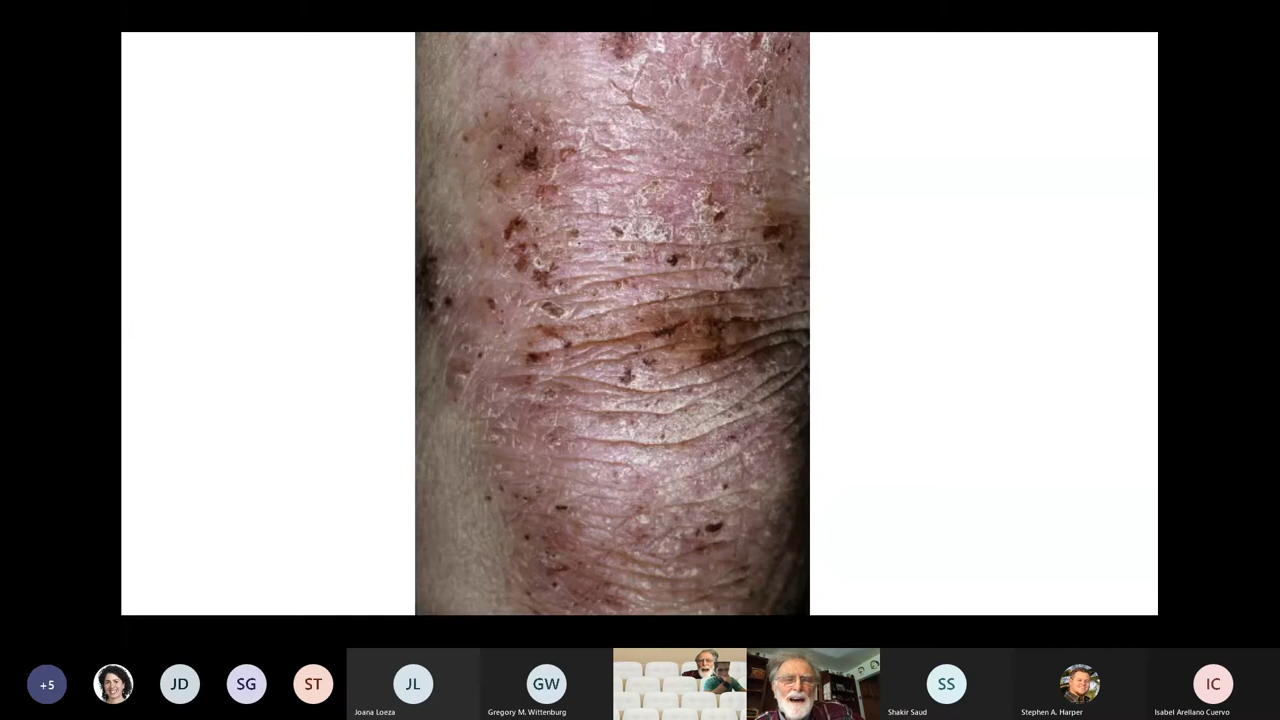 +5
JD
SG
ST
JL
Joana Loeza
GW
Gregory M. Wittenburg
SS
Shakir Saud
Stephen A. Harper
IC
Isabel Arellano Cuervo